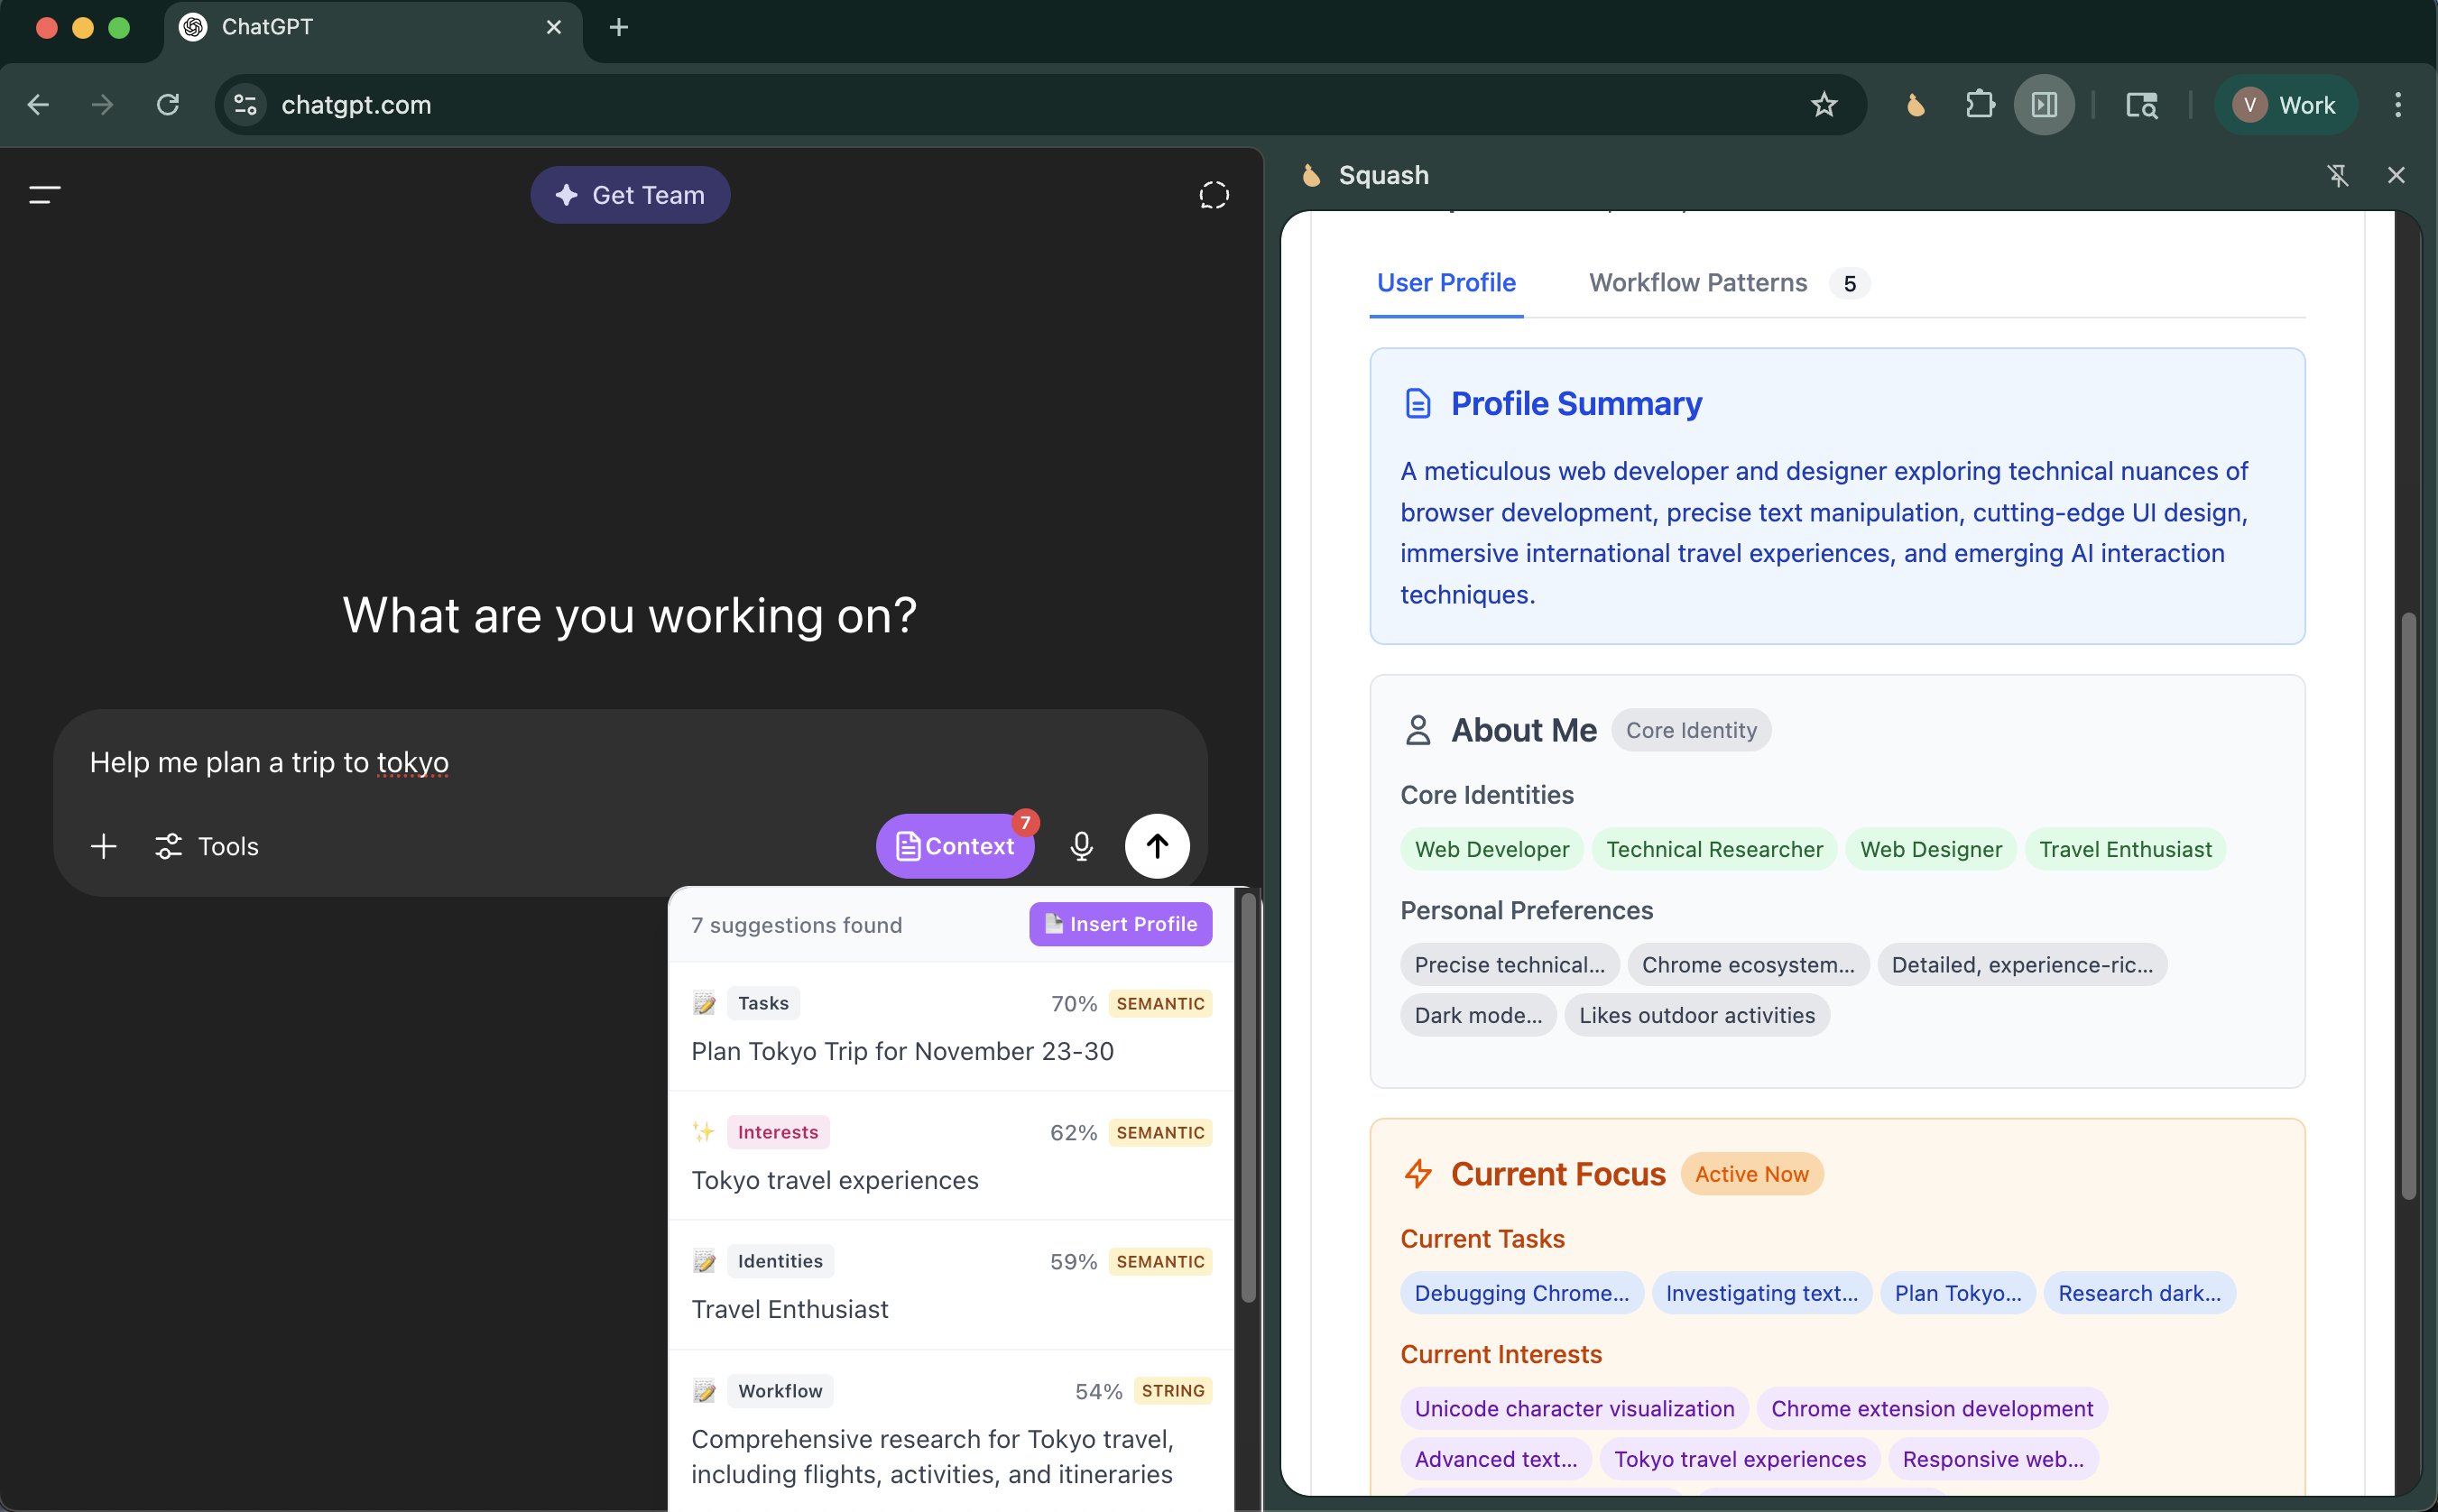 ChatGPT
chatgpt.com
V Work
Get Team
What are you working on?
Help me plan a trip to tokyo
Tools
Context
7
7 suggestions found
Insert Profile
Tasks
70% SEMANTIC
Plan Tokyo Trip for November 23-30
Interests
62% SEMANTIC
Tokyo travel experiences
Identities
59% SEMANTIC
Travel Enthusiast
Workflow
54% STRING
Comprehensive research for Tokyo travel,
including flights, activities, and itineraries
Squash
User Profile
Workflow Patterns 5
Profile Summary
A meticulous web developer and designer exploring technical nuances of
browser development, precise text manipulation, cutting-edge UI design,
immersive international travel experiences, and emerging AI interaction
techniques.
About Me Core Identity
Core Identities
Web Developer Technical Researcher Web Designer Travel Enthusiast
Personal Preferences
Precise technical... Chrome ecosystem... Detailed, experience-ric...
Dark mode... Likes outdoor activities
Current Focus Active Now
Current Tasks
Debugging Chrome... Investigating text... Plan Tokyo... Research dark...
Current Interests
Unicode character visualization Chrome extension development
Advanced text... Tokyo travel experiences Responsive web...